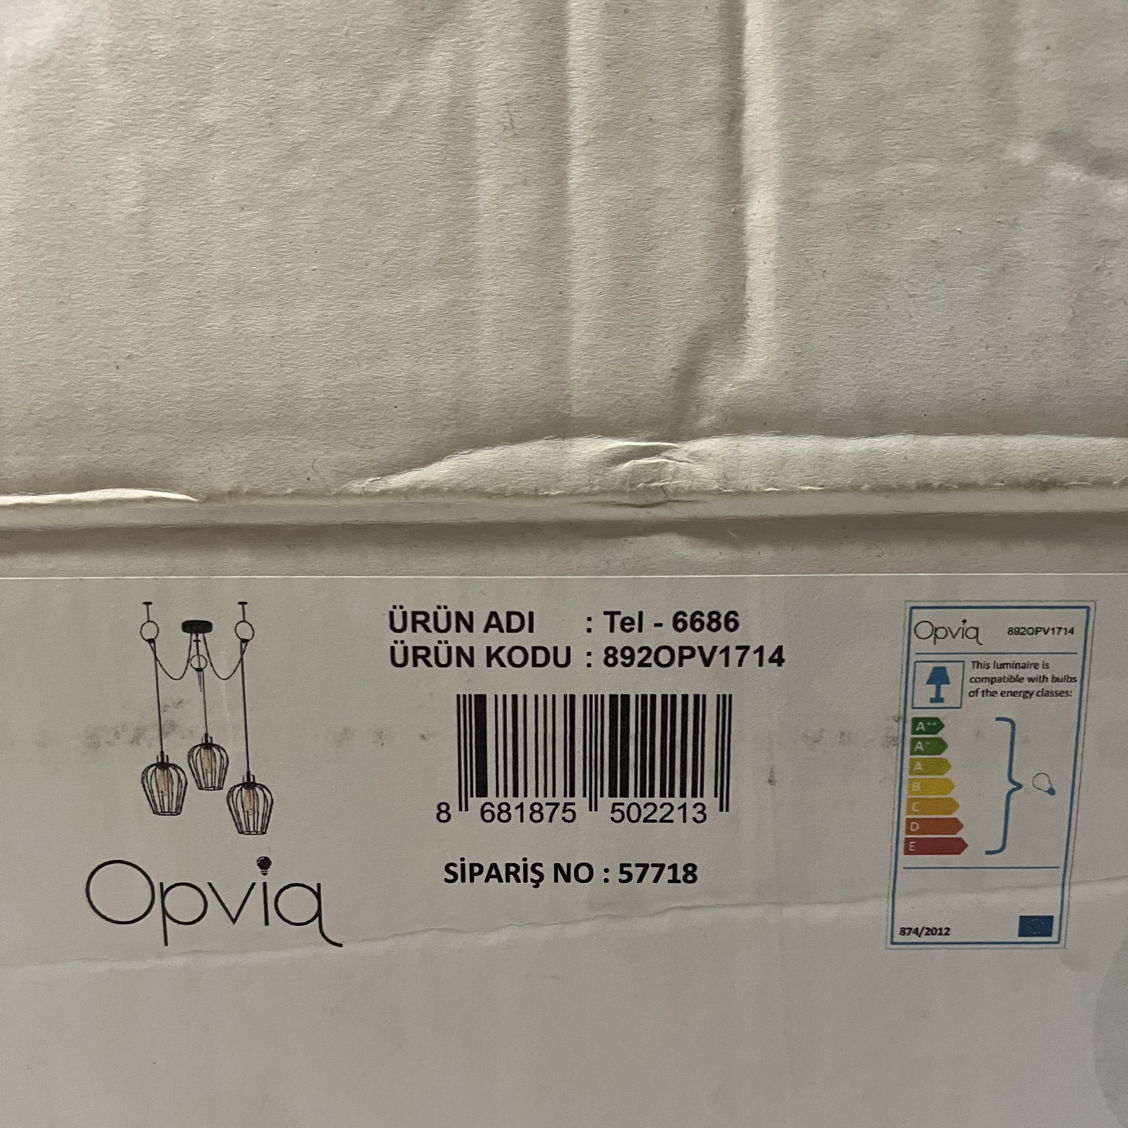 ÜRÜN ADI : Tel - 6686
ÜRÜN KODU : 892OPV1714
8 681875 502213
SİPARİŞ NO : 57718
Opviq
Opviq 892OPV1714
This luminaire is
compatible with bulbs
of the energy classes:
A++
A+
A
B
C
D
E
874/2012